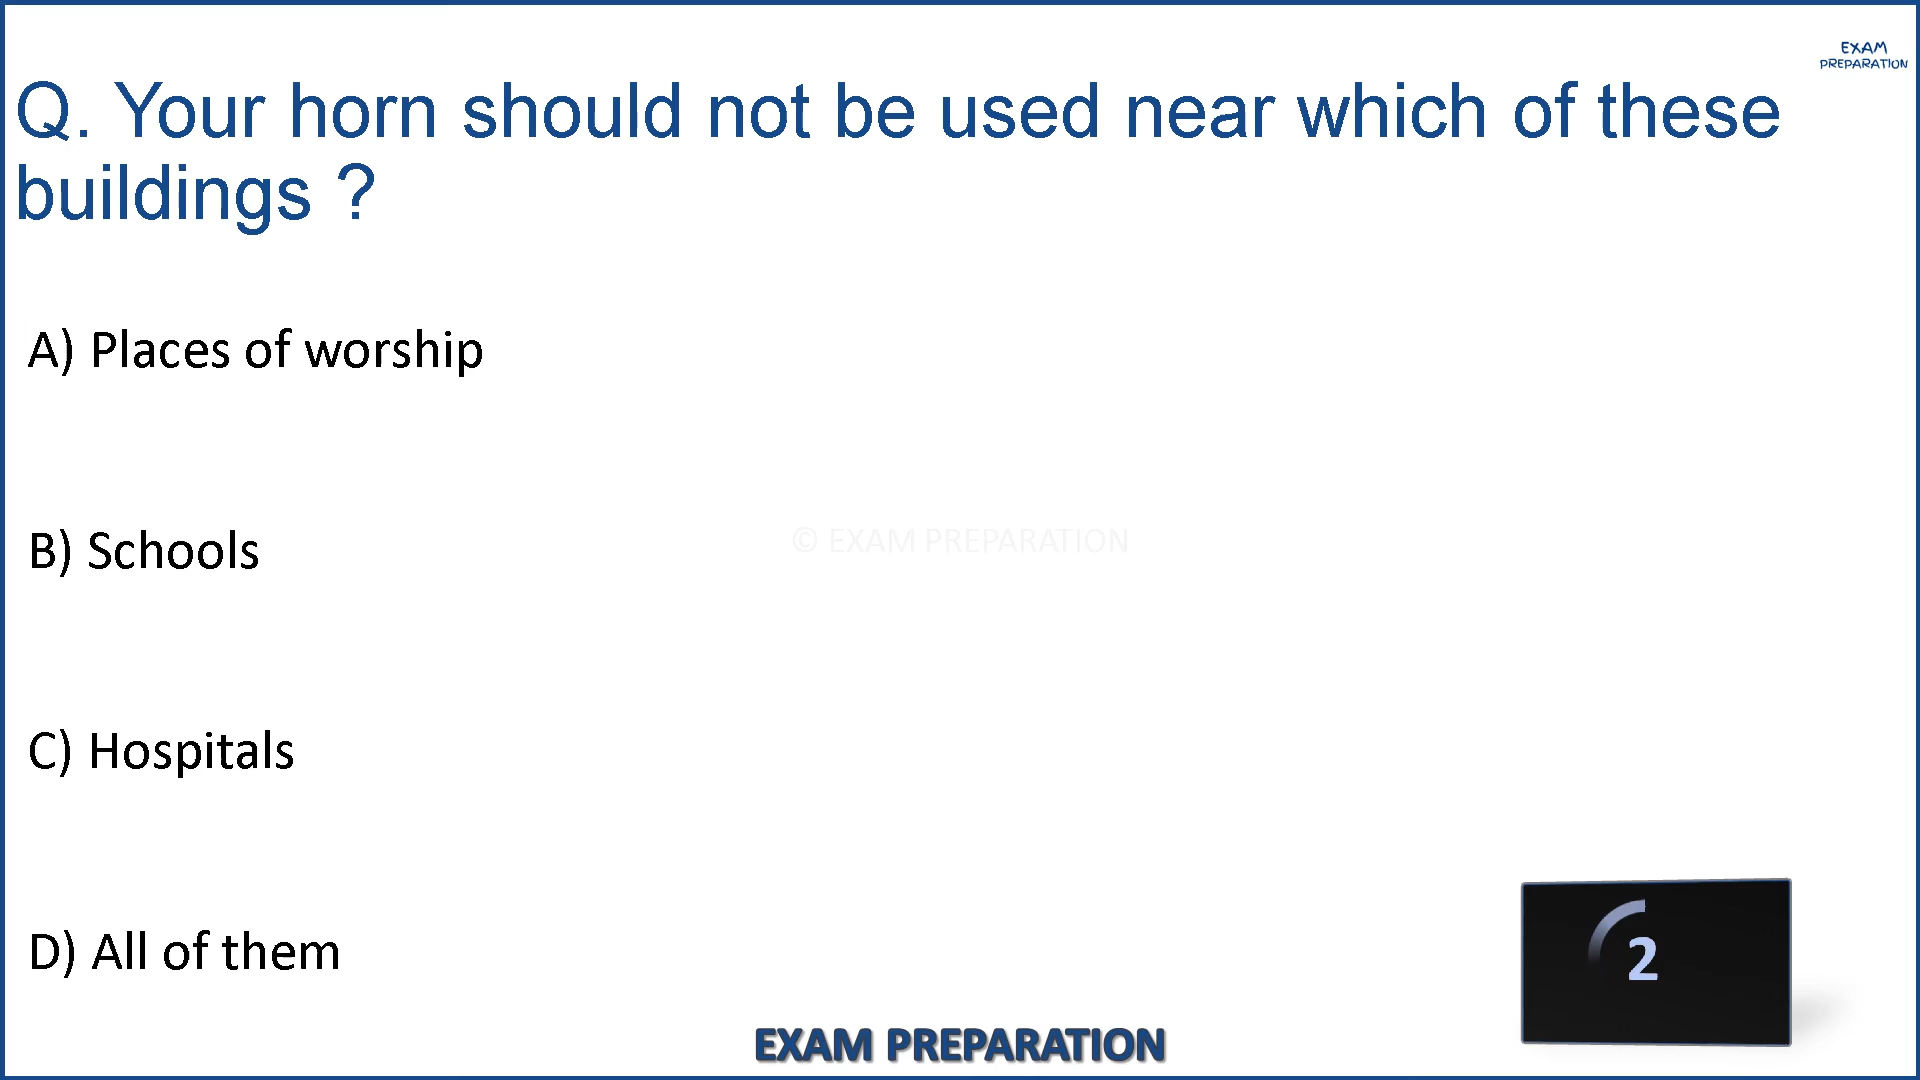 EXAM
PREPARATION
Q. Your horn should not be used near which of these
buildings ?
A) Places of worship
B) Schools
© EXAM PREPARATION
C) Hospitals
D) All of them
2
EXAM PREPARATION